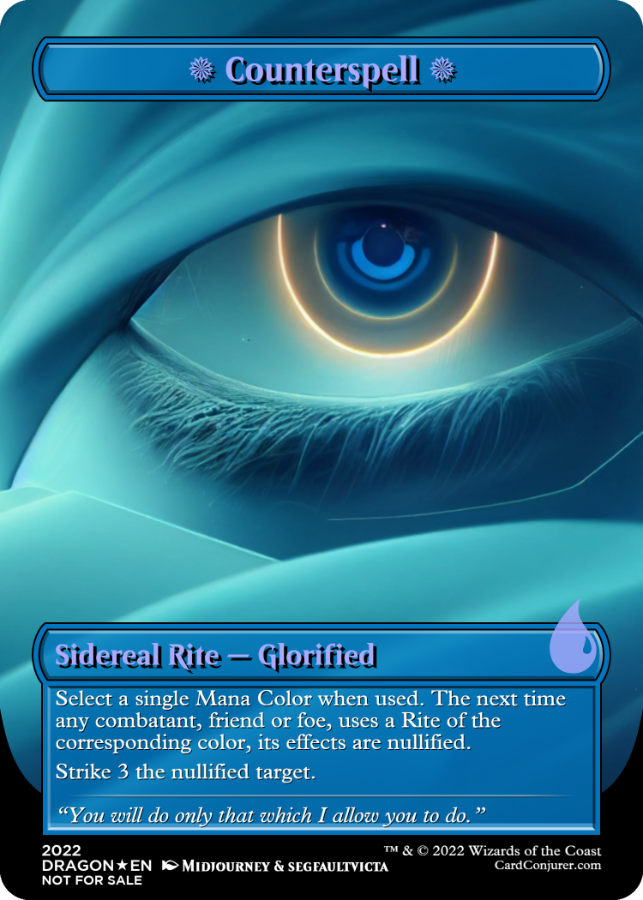 Counterspell
Sidereal Rite — Glorified
Select a single Mana Color when used. The next time
any combatant, friend or foe, uses a Rite of the
corresponding color, its effects are nullified.
Strike 3 the nullified target.
“You will do only that which I allow you to do.”
2022
DRAGON★EN Midjourney & segfaultvicta
NOT FOR SALE
™ & © 2022 Wizards of the Coast
CardConjurer.com